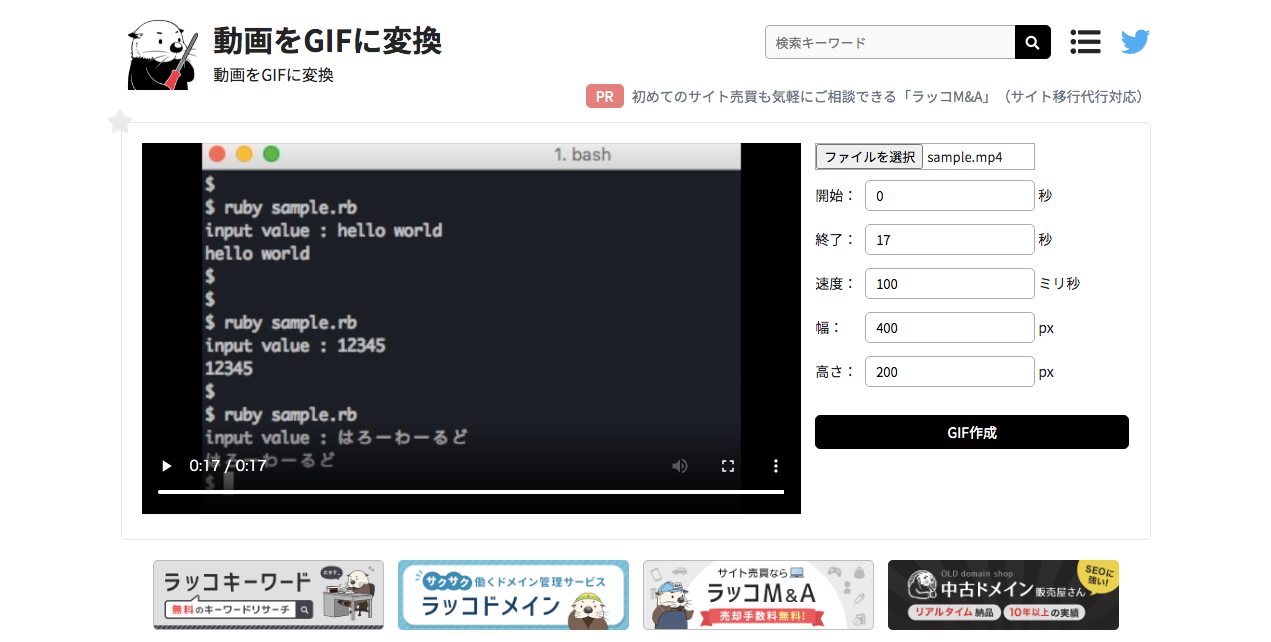 動画をGIFに変換
動画をGIFに変換
検索キーワード
PR 初めてのサイト売買も気軽にご相談できる「ラッコM&A」（サイト移行代行対応）
1. bash
$
$ ruby sample.rb
input value : hello world
hello world
$
$
$ ruby sample.rb
input value : 12345
12345
$
$ ruby sample.rb
input value : はろーわーるど
はろーわーるど
$
0:17 / 0:17
ファイルを選択 sample.mp4
開始： 0 秒
終了： 17 秒
速度： 100 ミリ秒
幅： 400 px
高さ： 200 px
GIF作成
ラッコキーワード
無料のキーワードリサーチ
サクサク働くドメイン管理サービス
ラッコドメイン
サイト売買なら
ラッコM&A
売却手数料無料!
OLD domain shop
中古ドメイン販売屋さん
SEOに
強い!
リアルタイム納品 10年以上の実績